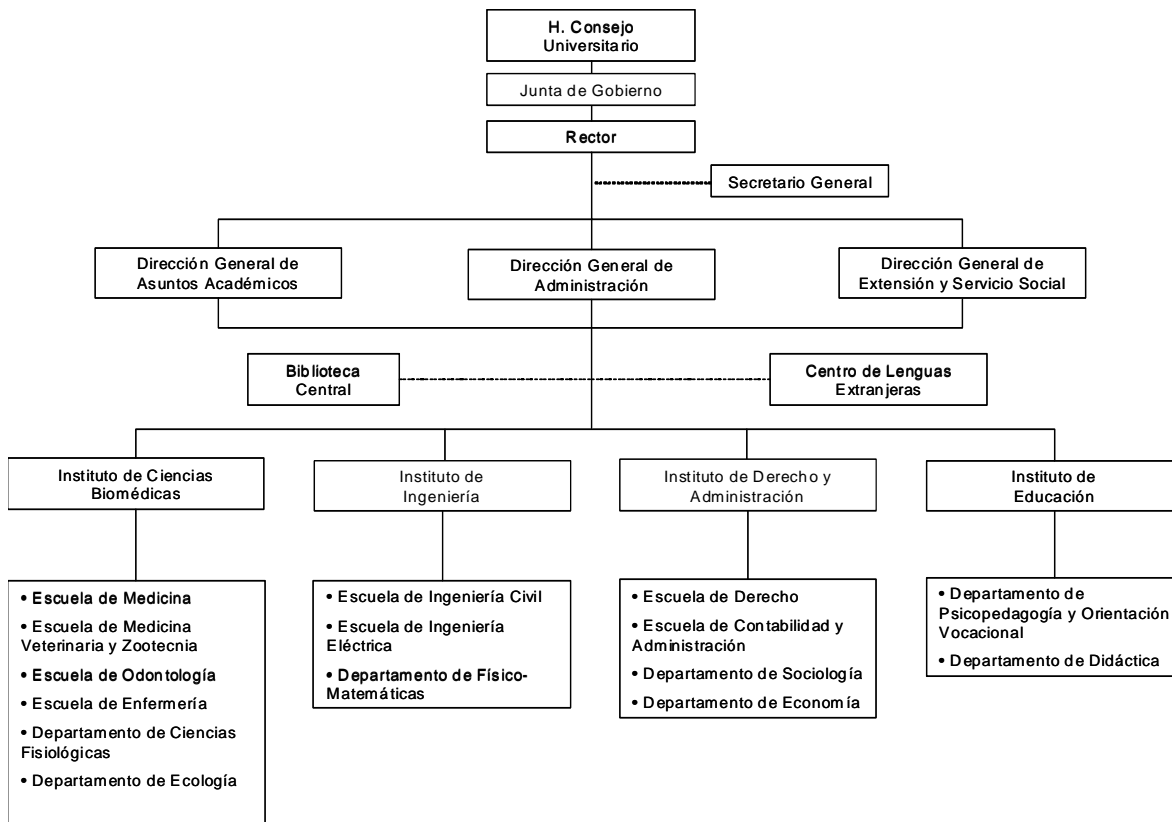 H. Consejo
Universitario
Junta de Gobierno
Rector
Secretario General
Dirección General de
Asuntos Académicos
Dirección General de
Administración
Dirección General de
Extensión y Servicio Social
Biblioteca
Central
Centro de Lenguas
Extranjeras
Instituto de Ciencias
Biomédicas
Instituto de
Ingeniería
Instituto de Derecho y
Administración
Instituto de
Educación
• Escuela de Medicina
• Escuela de Medicina
Veterinaria y Zootecnia
• Escuela de Odontología
• Escuela de Enfermería
• Departamento de Ciencias
Fisiológicas
• Departamento de Ecología
• Escuela de Ingeniería Civil
• Escuela de Ingeniería
Eléctrica
• Departamento de Físico-
Matemáticas
• Escuela de Derecho
• Escuela de Contabilidad y
Administración
• Departamento de Sociología
• Departamento de Economía
• Departamento de
Psicopedagogía y Orientación
Vocacional
• Departamento de Didáctica